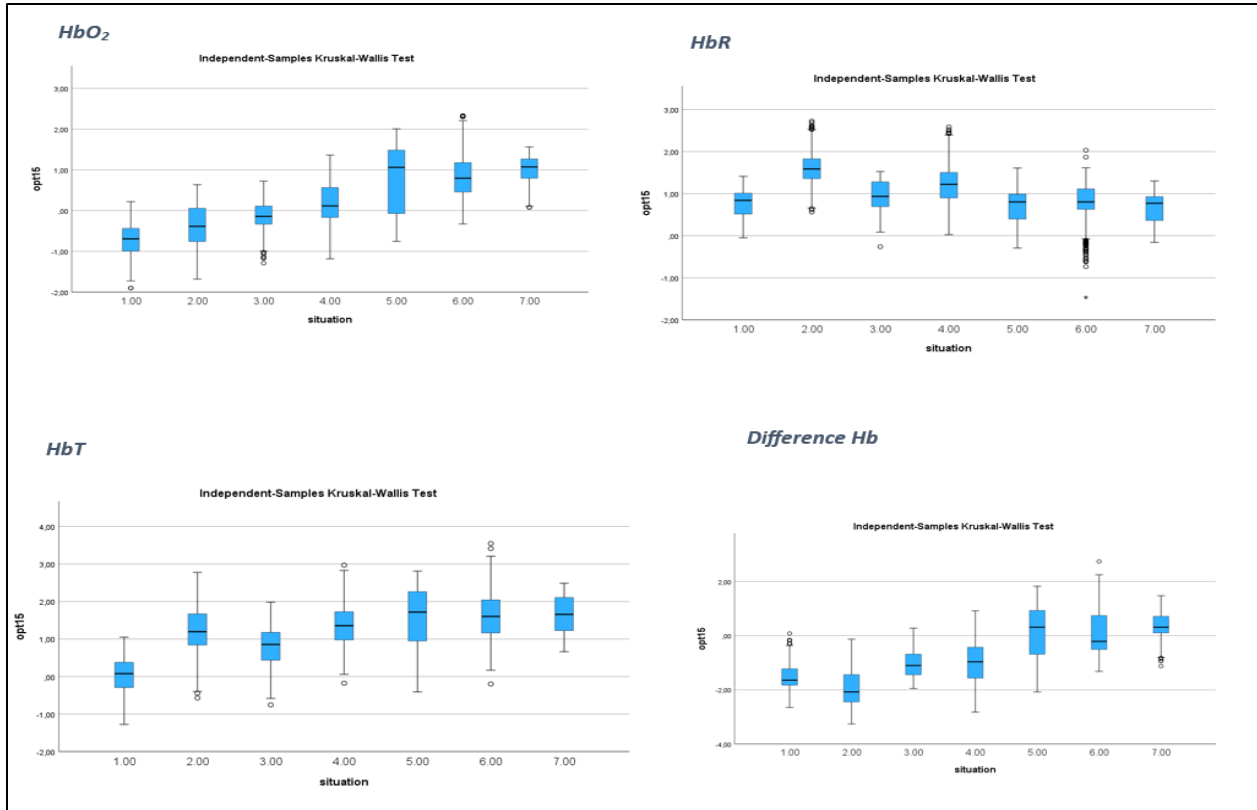 HbO₂
Independent-Samples Kruskal-Wallis Test
3,00
2,00
1,00
,00
-1,00
-2,00
opt15
1.00 2.00 3.00 4.00 5.00 6.00 7.00
situation
HbR
Independent-Samples Kruskal-Wallis Test
3,00
2,00
1,00
,00
-1,00
-2,00
opt15
1.00 2.00 3.00 4.00 5.00 6.00 7.00
situation
HbT
Independent-Samples Kruskal-Wallis Test
4,00
3,00
2,00
1,00
,00
-1,00
-2,00
opt15
1.00 2.00 3.00 4.00 5.00 6.00 7.00
situation
Difference Hb
Independent-Samples Kruskal-Wallis Test
2,00
,00
-2,00
-4,00
opt15
1.00 2.00 3.00 4.00 5.00 6.00 7.00
situation